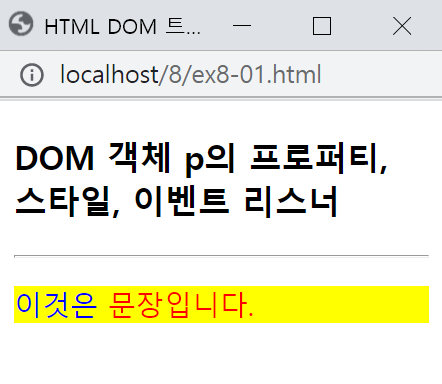 HTML DOM 트...
localhost/8/ex8-01.html
DOM 객체 p의 프로퍼티,
스타일, 이벤트 리스너
이것은 문장입니다.